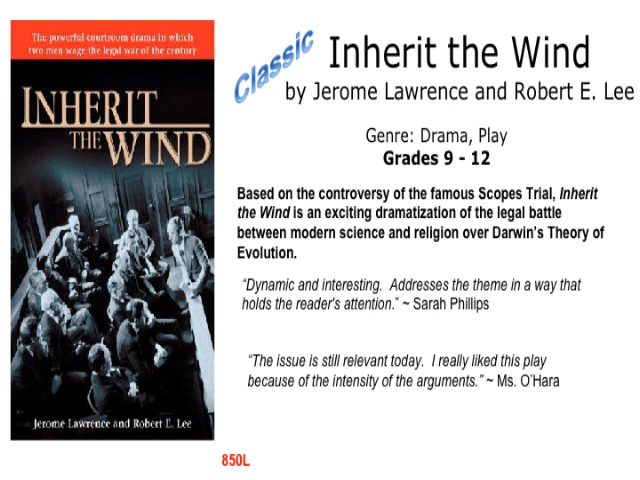 The powerful courtroom drama in which
two men wage the legal war of the century
INHERIT
THE WIND
Jerome Lawrence and Robert E. Lee
Classic
Inherit the Wind
by Jerome Lawrence and Robert E. Lee
Genre: Drama, Play
Grades 9 - 12
Based on the controversy of the famous Scopes Trial, Inherit
the Wind is an exciting dramatization of the legal battle
between modern science and religion over Darwin's Theory of
Evolution.
“Dynamic and interesting.  Addresses the theme in a way that
holds the reader's attention.” ~ Sarah Phillips
“The issue is still relevant today.  I really liked this play
because of the intensity of the arguments.” ~ Ms. O'Hara
850L